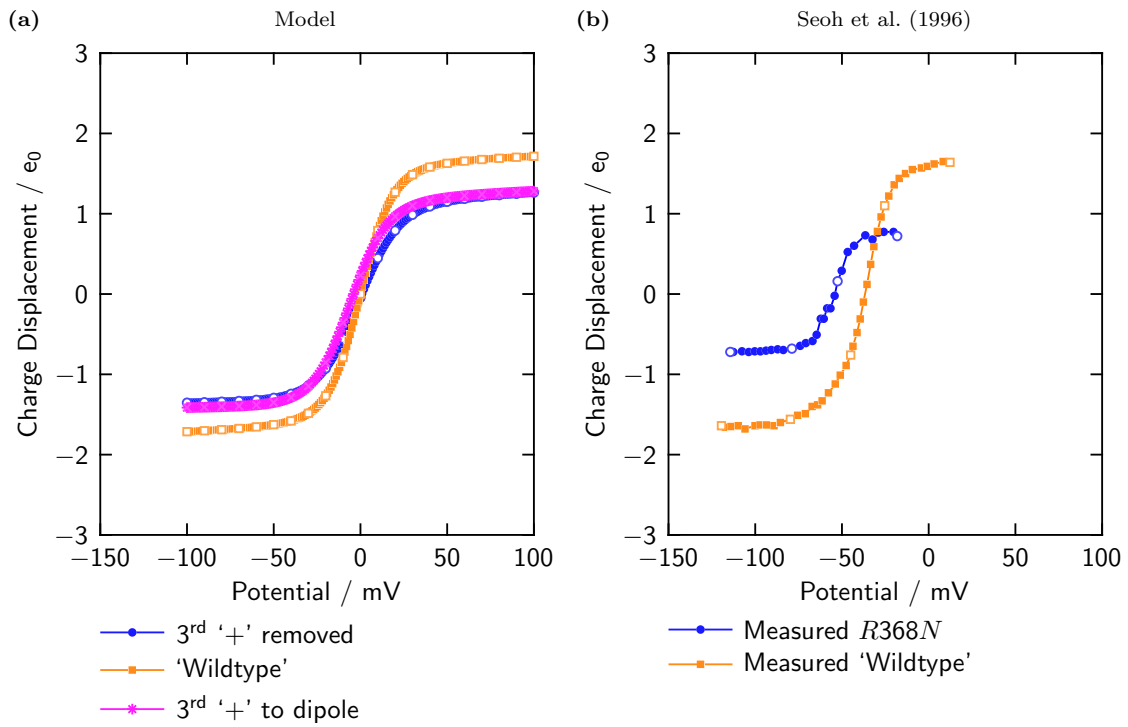 (a) Model
3
2
1
0
−1
−2
−3
−150 −100 −50 0 50 100
Charge Displacement / e0
Potential / mV
3rd ‘+’ removed
‘Wildtype’
3rd ‘+’ to dipole
(b) Seoh et al. (1996)
3
2
1
0
−1
−2
−3
−150 −100 −50 0 50 100
Charge Displacement / e0
Potential / mV
Measured R368N
Measured ‘Wildtype’